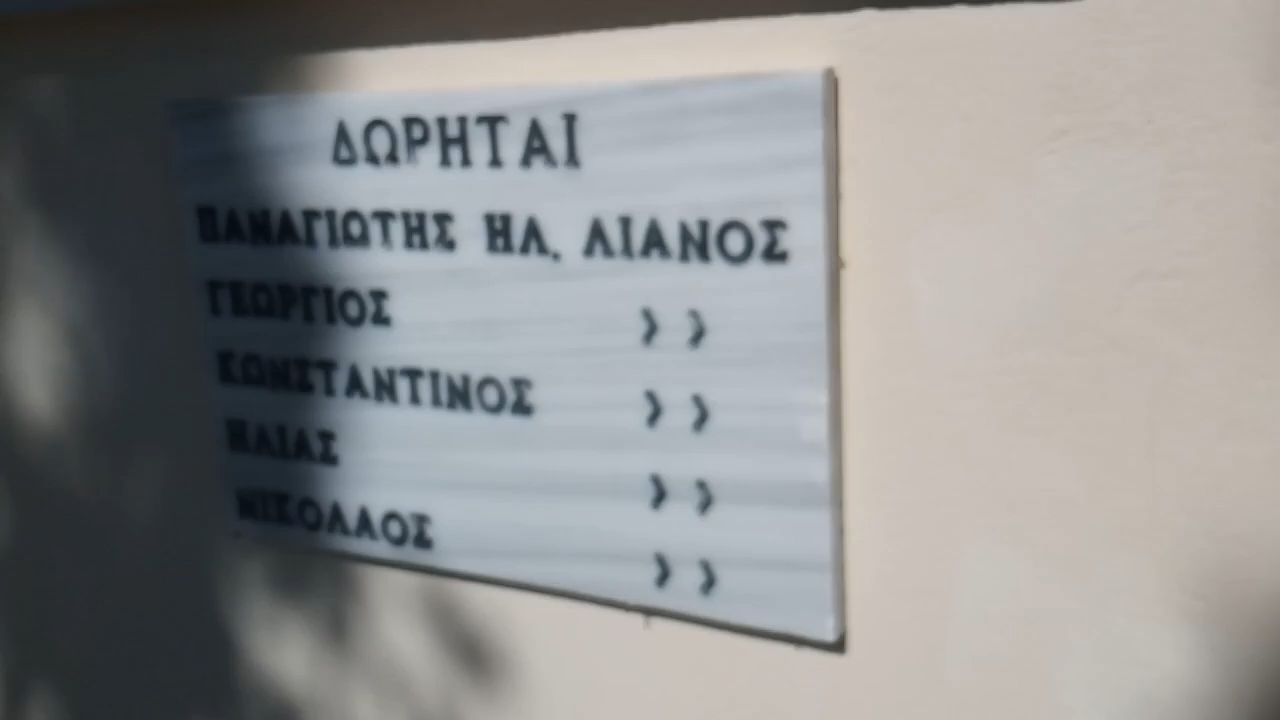 ΔΩΡΗΤΑΙ
ΠΑΝΑΓΙΩΤΗΣ ΗΛ. ΛΙΑΝΟΣ
ΓΕΩΡΓΙΟΣ » 
ΚΩΝΣΤΑΝΤΙΝΟΣ »
ΗΛΙΑΣ »
ΝΙΚΟΛΑΟΣ »